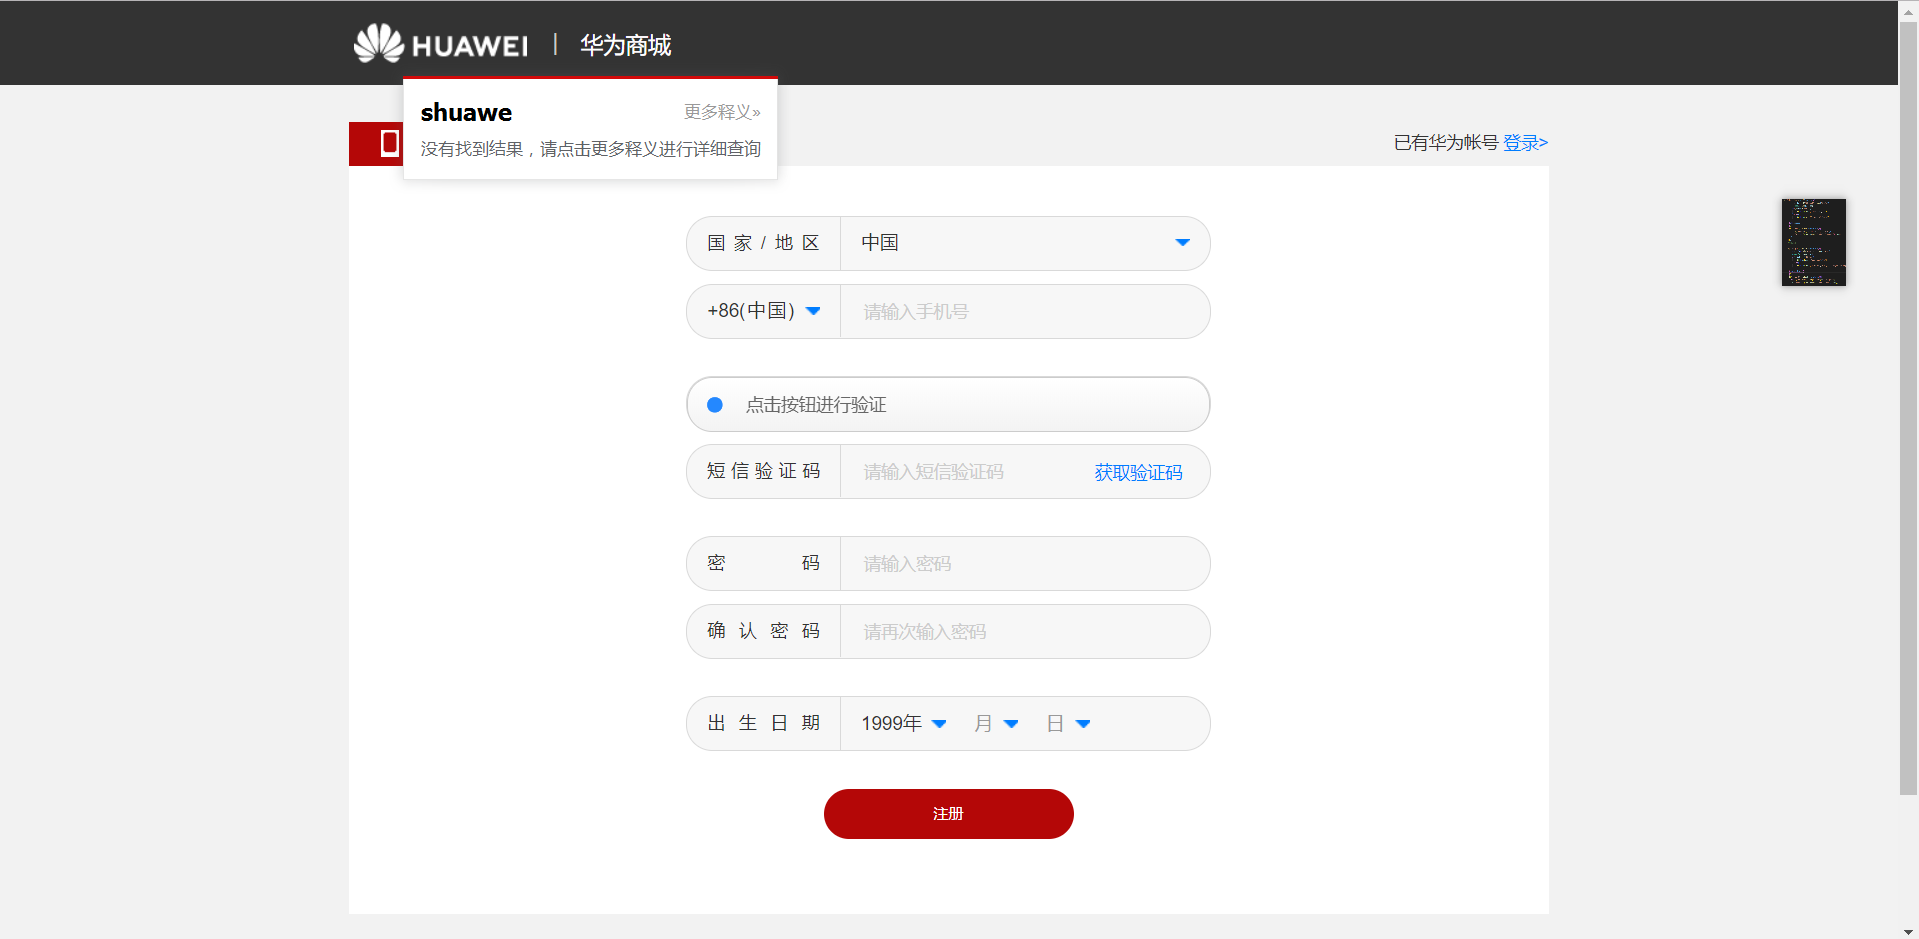 HUAWEI | 华为商城
shuawe 更多释义»
没有找到结果，请点击更多释义进行详细查询
已有华为帐号 登录>
国家/地区 中国
+86(中国) 请输入手机号
点击按钮进行验证
短信验证码 请输入短信验证码 获取验证码
密码 请输入密码
确认密码 请再次输入密码
出生日期 1999年 月 日
注册